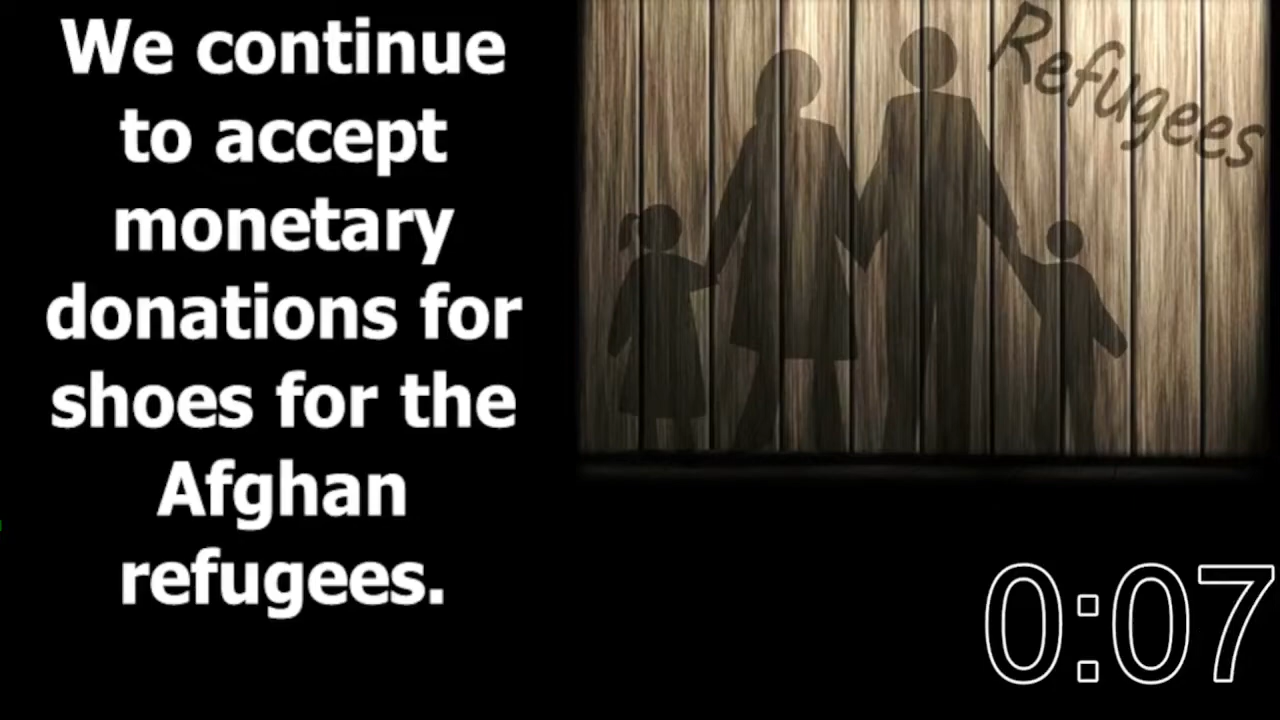 We continue
to accept
monetary
donations for
shoes for the
Afghan
refugees.
Refugees
0:07